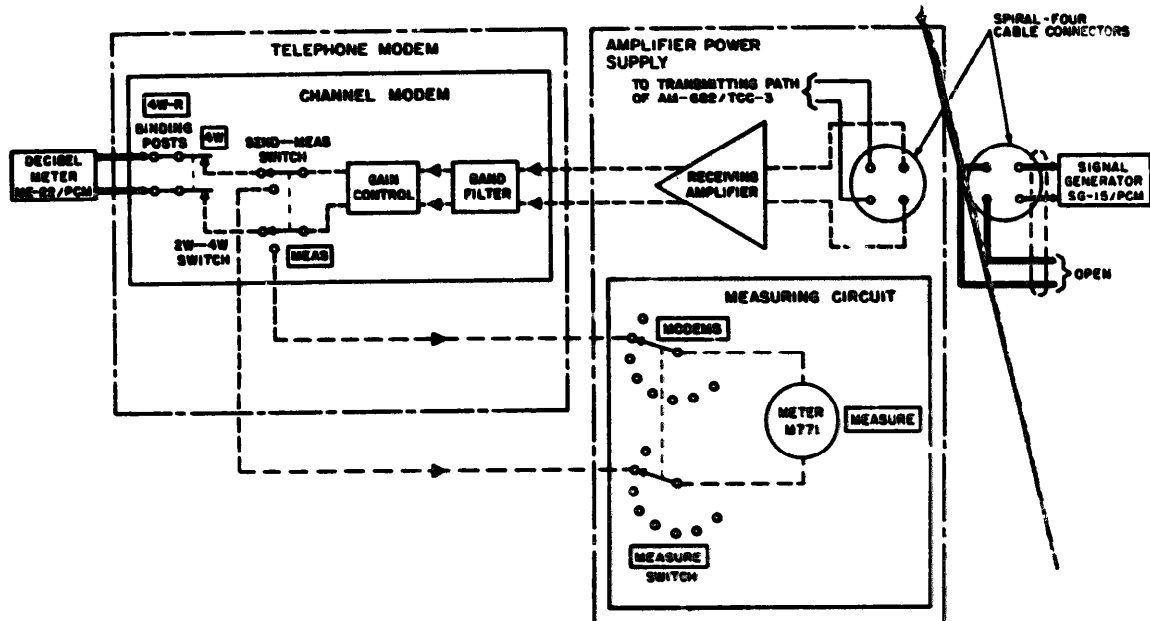 TELEPHONE MODEM
CHANNEL MODEM
4W-R
BINDING
POSTS
4W
SEND-MEAS
SWITCH
DECIBEL
METER
ME-22/PCM
2W-4W
SWITCH
MEAS
GAIN
CONTROL
BAND
FILTER
AMPLIFIER POWER
SUPPLY
TO TRANSMITTING PATH
OF AM-682/TCC-3
RECEIVING
AMPLIFIER
SPIRAL-FOUR
CABLE CONNECTORS
SIGNAL
GENERATOR
SG-15/PCM
OPEN
MEASURING CIRCUIT
MODEMS
METER
M771
MEASURE
MEASURE
SWITCH